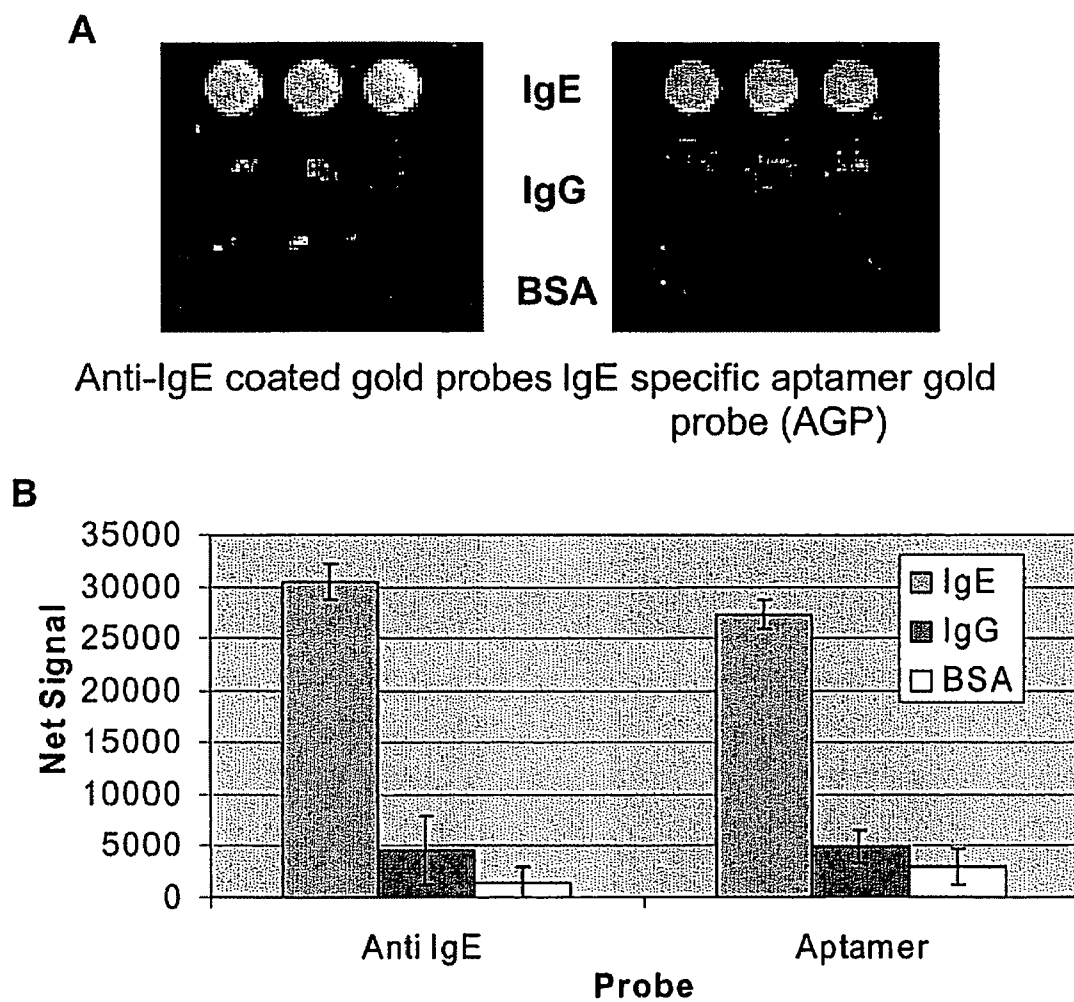 A
IgE
IgG
BSA
Anti-IgE coated gold probes IgE specific aptamer gold
probe (AGP)
B
35000
30000
25000
20000
15000
10000
5000
0
Net Signal
IgE
IgG
BSA
Anti IgE
Aptamer
Probe